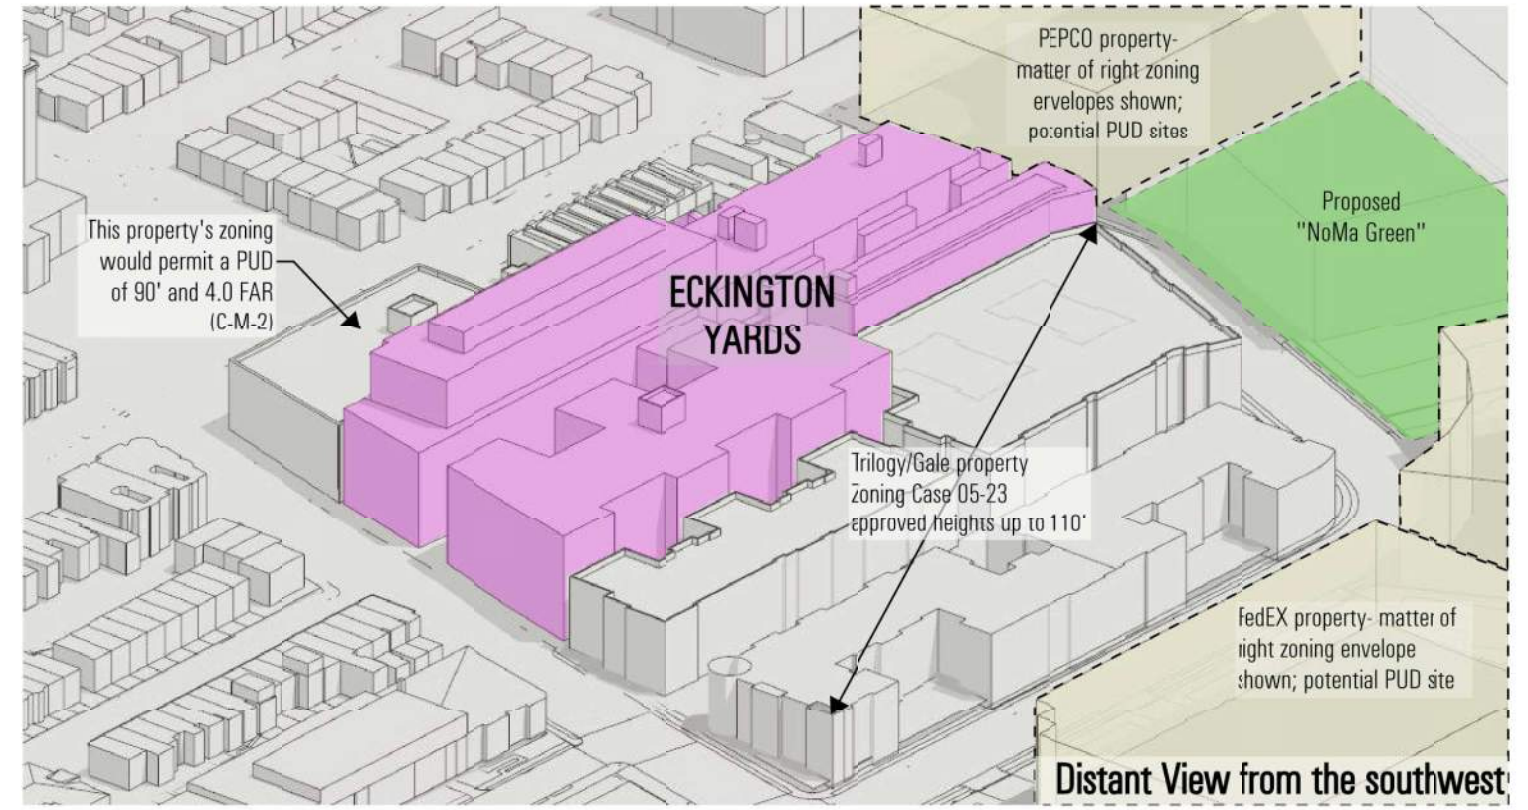 PEPCO property-
matter of right zoning
envelopes shown;
potential PUD sites
Proposed
"NoMa Green"
This property's zoning
would permit a PUD
of 90' and 4.0 FAR
(C-M-2)
ECKINGTON
YARDS
Trilogy/Gale property
Zoning Case 05-23
approved heights up to 110'
FedEX property- matter of
right zoning envelope
shown; potential PUD site
Distant View from the southwest